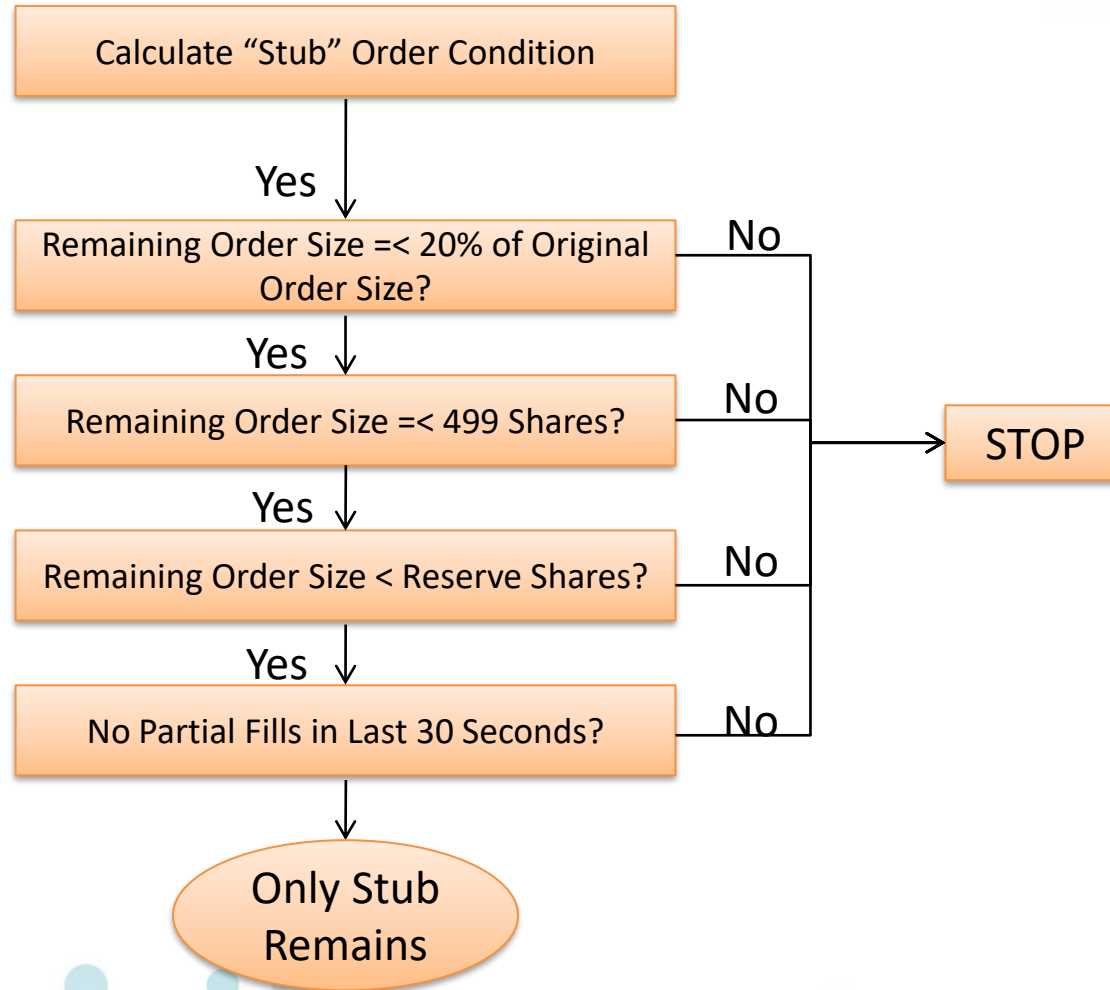 Calculate “Stub” Order Condition
Yes
Remaining Order Size =< 20% of Original
Order Size?
No
Yes
Remaining Order Size =< 499 Shares?
No
STOP
Yes
Remaining Order Size < Reserve Shares?
No
Yes
No Partial Fills in Last 30 Seconds?
No
Only Stub
Remains